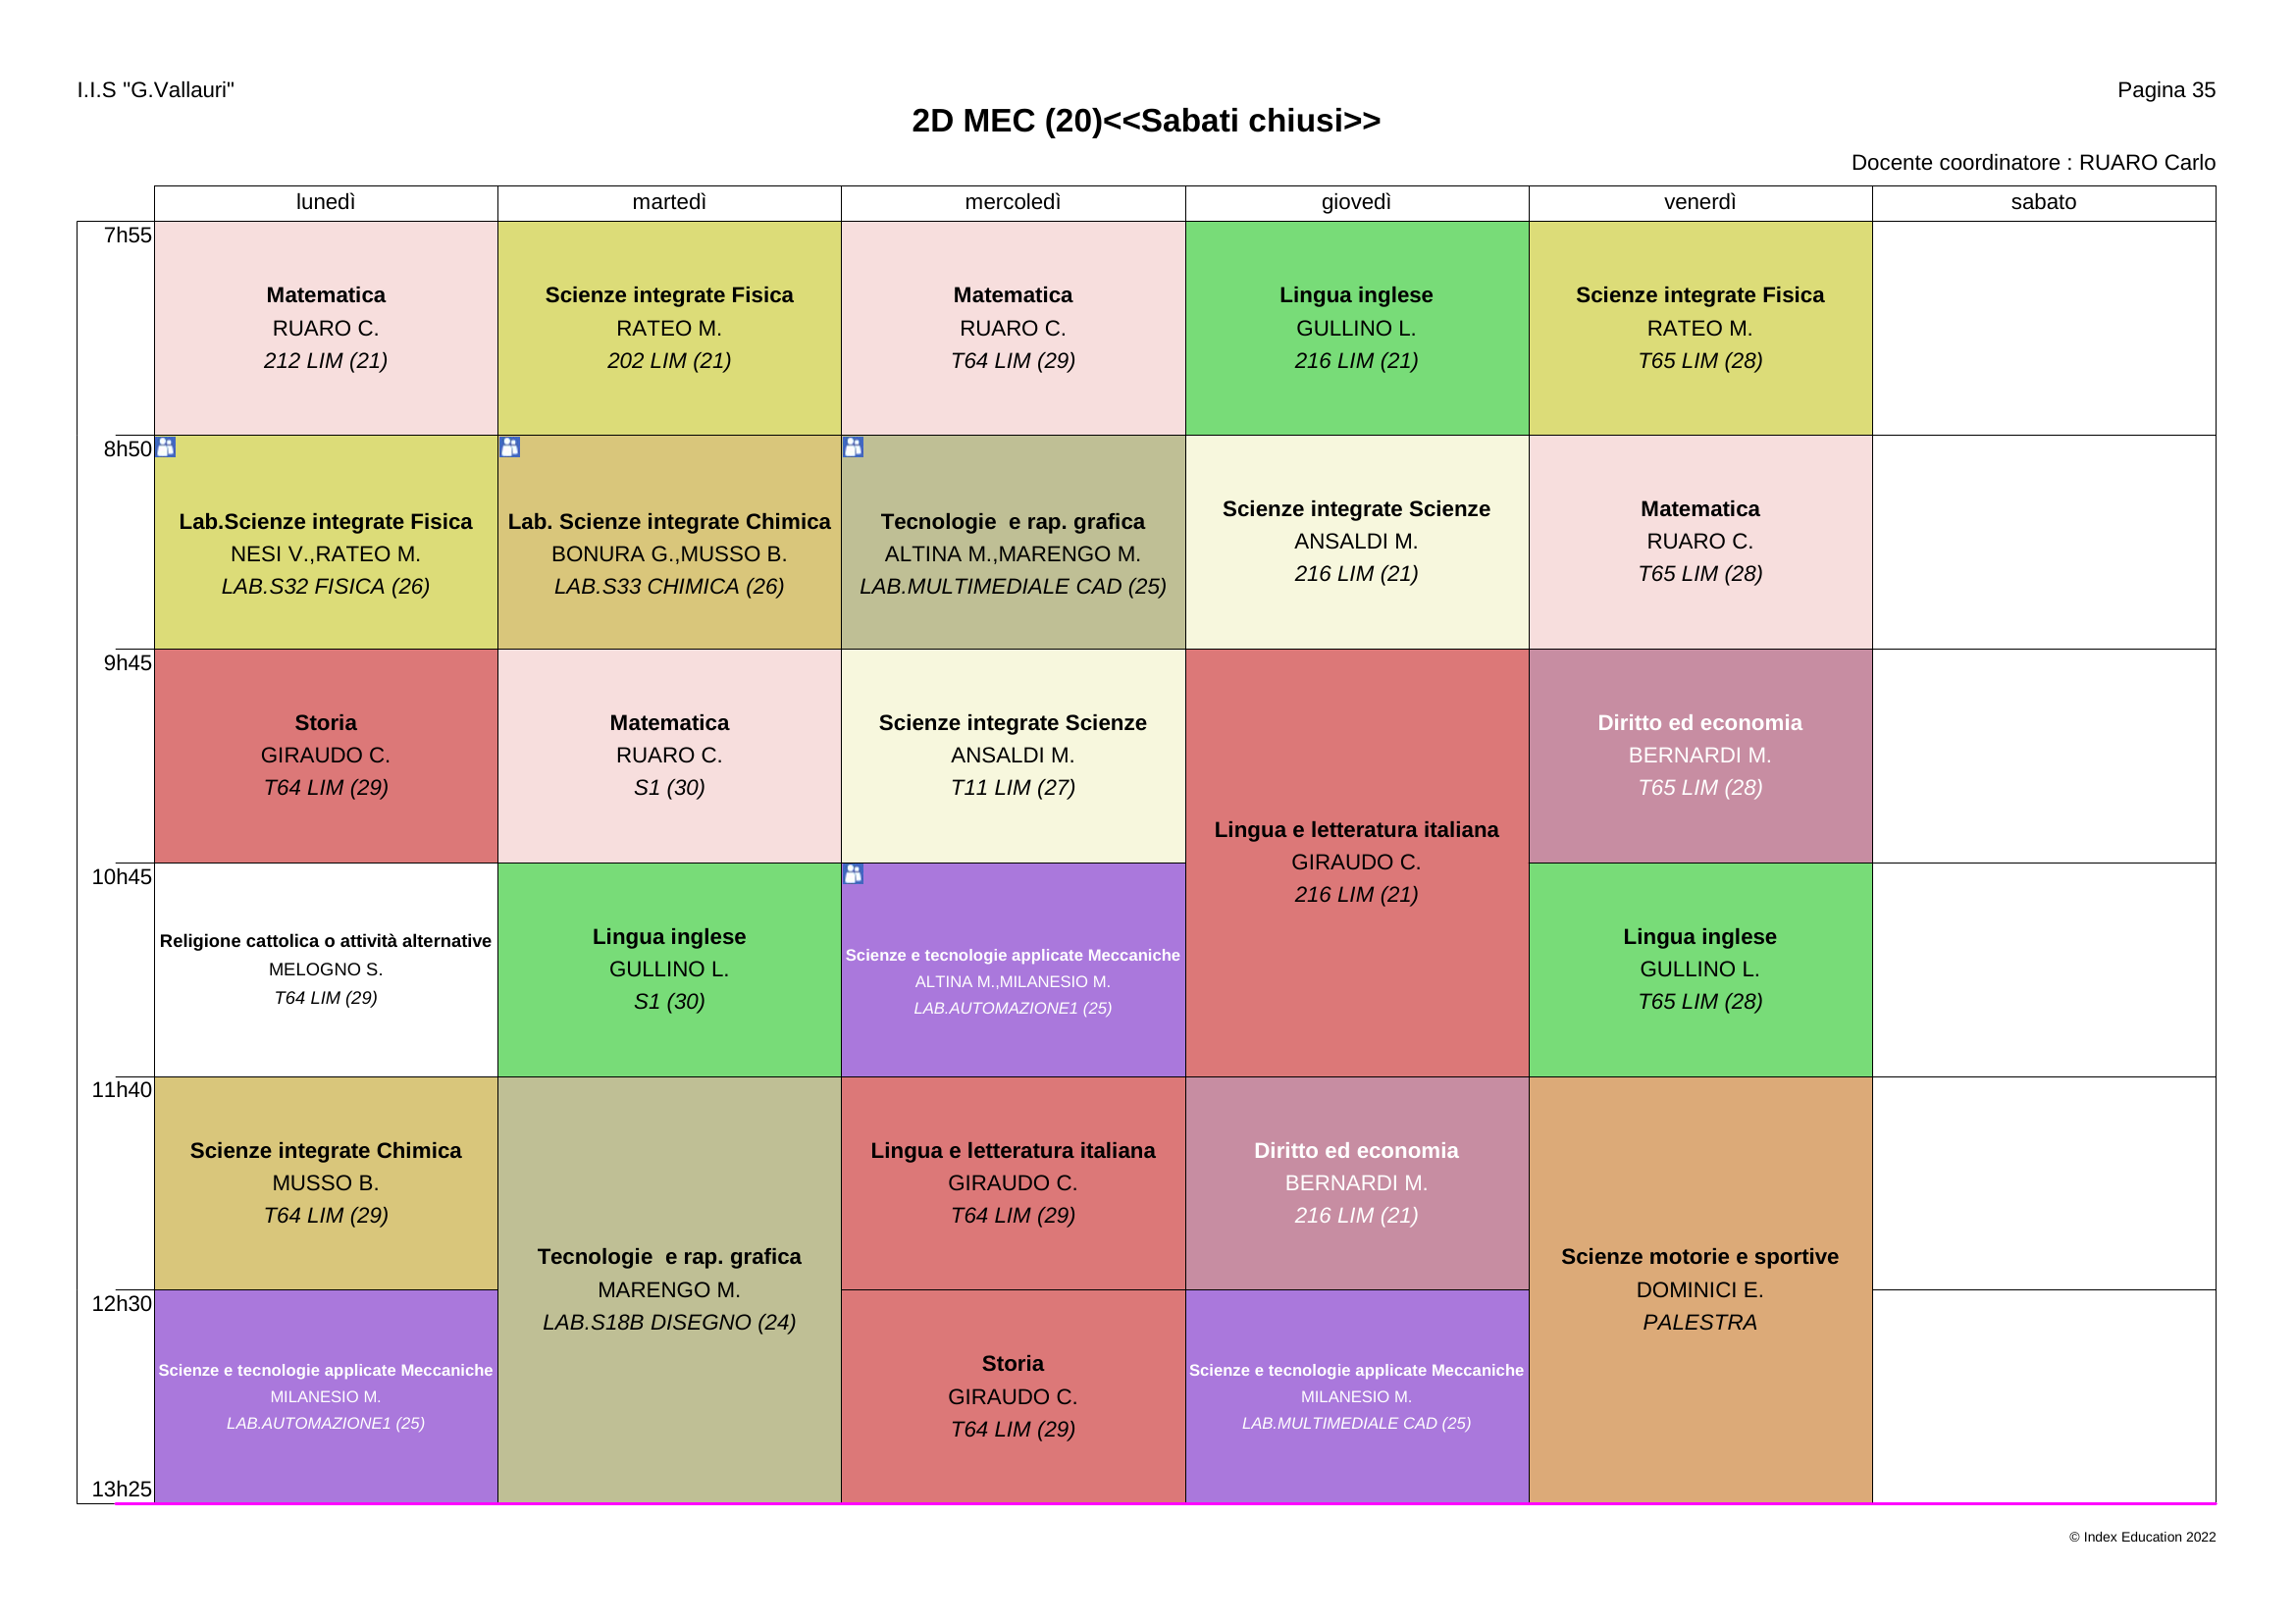 I.I.S "G.Vallauri"
Pagina 35
2D MEC (20)<<Sabati chiusi>>
Docente coordinatore : RUARO Carlo
lunedì martedì mercoledì giovedì venerdì sabato
7h55
Matematica
RUARO C.
212 LIM (21)
Scienze integrate Fisica
RATEO M.
202 LIM (21)
Matematica
RUARO C.
T64 LIM (29)
Lingua inglese
GULLINO L.
216 LIM (21)
Scienze integrate Fisica
RATEO M.
T65 LIM (28)
8h50
Lab.Scienze integrate Fisica
NESI V.,RATEO M.
LAB.S32 FISICA (26)
Lab. Scienze integrate Chimica
BONURA G.,MUSSO B.
LAB.S33 CHIMICA (26)
Tecnologie  e rap. grafica
ALTINA M.,MARENGO M.
LAB.MULTIMEDIALE CAD (25)
Scienze integrate Scienze
ANSALDI M.
216 LIM (21)
Matematica
RUARO C.
T65 LIM (28)
9h45
Storia
GIRAUDO C.
T64 LIM (29)
Matematica
RUARO C.
S1 (30)
Scienze integrate Scienze
ANSALDI M.
T11 LIM (27)
Lingua e letteratura italiana
GIRAUDO C.
216 LIM (21)
Diritto ed economia
BERNARDI M.
T65 LIM (28)
10h45
Religione cattolica o attività alternative
MELOGNO S.
T64 LIM (29)
Lingua inglese
GULLINO L.
S1 (30)
Scienze e tecnologie applicate Meccaniche
ALTINA M.,MILANESIO M.
LAB.AUTOMAZIONE1 (25)
Lingua inglese
GULLINO L.
T65 LIM (28)
11h40
Scienze integrate Chimica
MUSSO B.
T64 LIM (29)
Tecnologie  e rap. grafica
MARENGO M.
LAB.S18B DISEGNO (24)
Lingua e letteratura italiana
GIRAUDO C.
T64 LIM (29)
Diritto ed economia
BERNARDI M.
216 LIM (21)
Scienze motorie e sportive
DOMINICI E.
PALESTRA
12h30
Scienze e tecnologie applicate Meccaniche
MILANESIO M.
LAB.AUTOMAZIONE1 (25)
Storia
GIRAUDO C.
T64 LIM (29)
Scienze e tecnologie applicate Meccaniche
MILANESIO M.
LAB.MULTIMEDIALE CAD (25)
13h25
© Index Education 2022